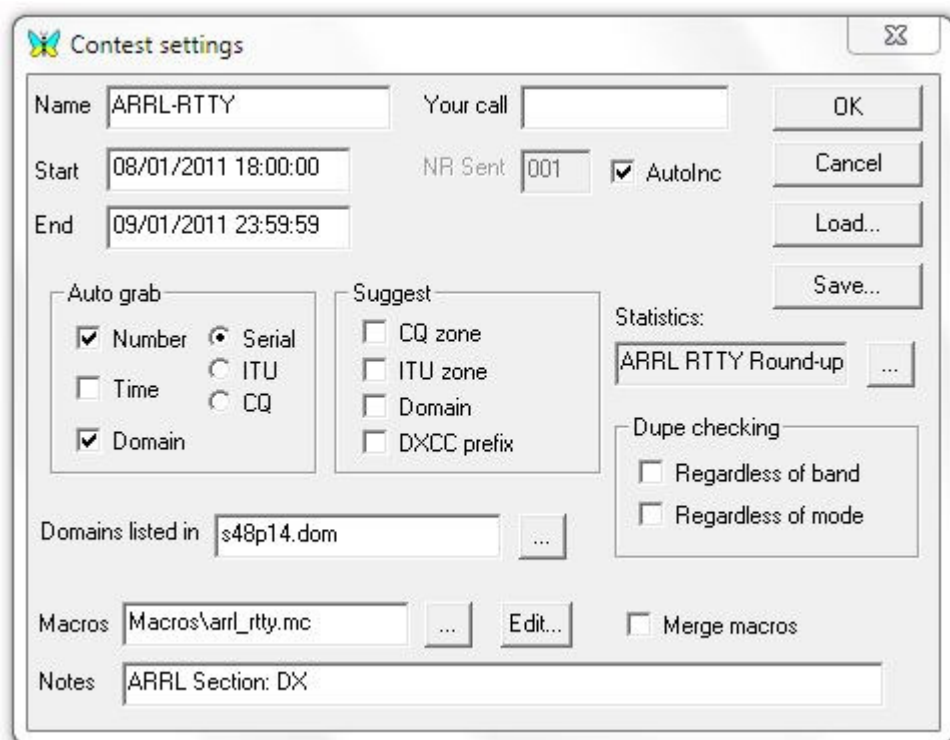 Contest settings
Name ARRL-RTTY Your call OK
Start 08/01/2011 18:00:00 NR Sent 001 AutoInc Cancel
End 09/01/2011 23:59:59 Load...
Save...
Auto grab
Number Serial
ITU
Time
CQ
Domain
Suggest
CQ zone
ITU zone
Domain
DXCC prefix
Statistics:
ARRL RTTY Round-up ...
Dupe checking
Regardless of band
Regardless of mode
Domains listed in s48p14.dom ...
Macros Macros\arrl_rtty.mc ... Edit... Merge macros
Notes ARRL Section: DX